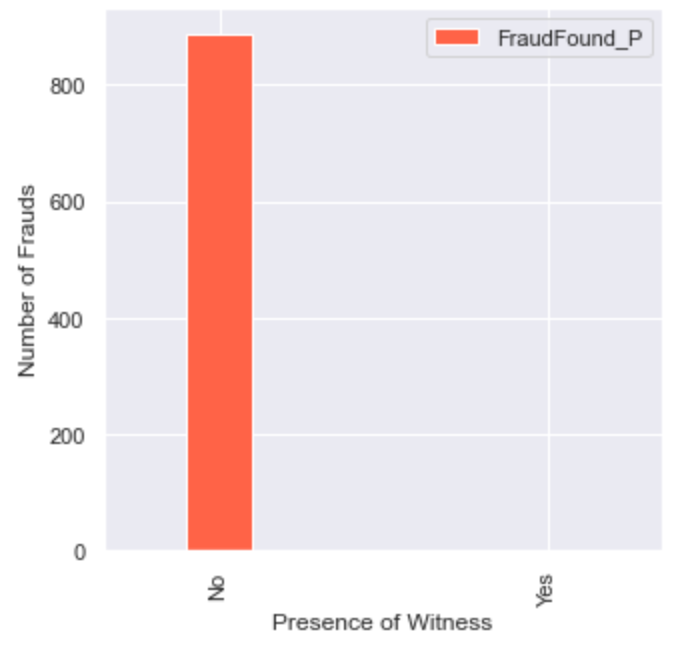 FraudFound_P
800
600
400
200
0
Number of Frauds
No
Yes
Presence of Witness